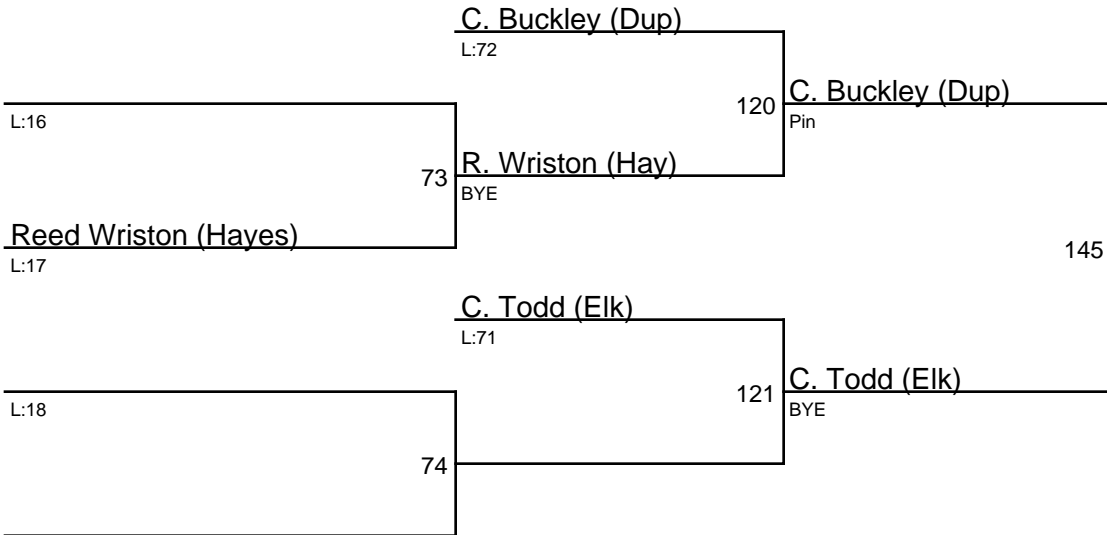 C. Buckley (Dup)
L:72
L:16
120
C. Buckley (Dup)
Pin
73
R. Wriston (Hay)
BYE
Reed Wriston (Hayes)
L:17
145
C. Todd (Elk)
L:71
L:18
121
C. Todd (Elk)
BYE
74